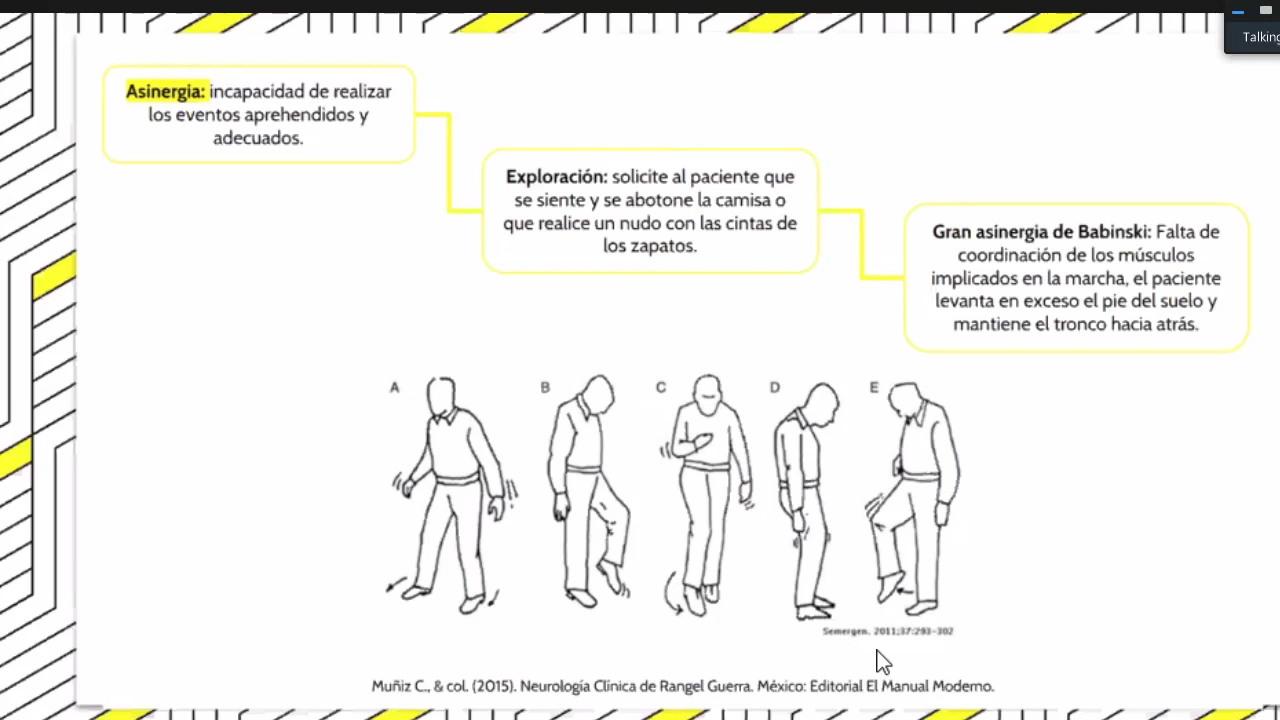 Talking
Asinergia: incapacidad de realizar
los eventos aprehendidos y
adecuados.
Exploración: solicite al paciente que
se siente y se abotone la camisa o
que realice un nudo con las cintas de
los zapatos.
Gran asinergia de Babinski: Falta de
coordinación de los músculos
implicados en la marcha, el paciente
levanta en exceso el pie del suelo y
mantiene el tronco hacia atrás.
A B C D E
Semergen. 2011;37:293-302
Muñiz C., & col. (2015). Neurología Clínica de Rangel Guerra. México: Editorial El Manual Moderno.